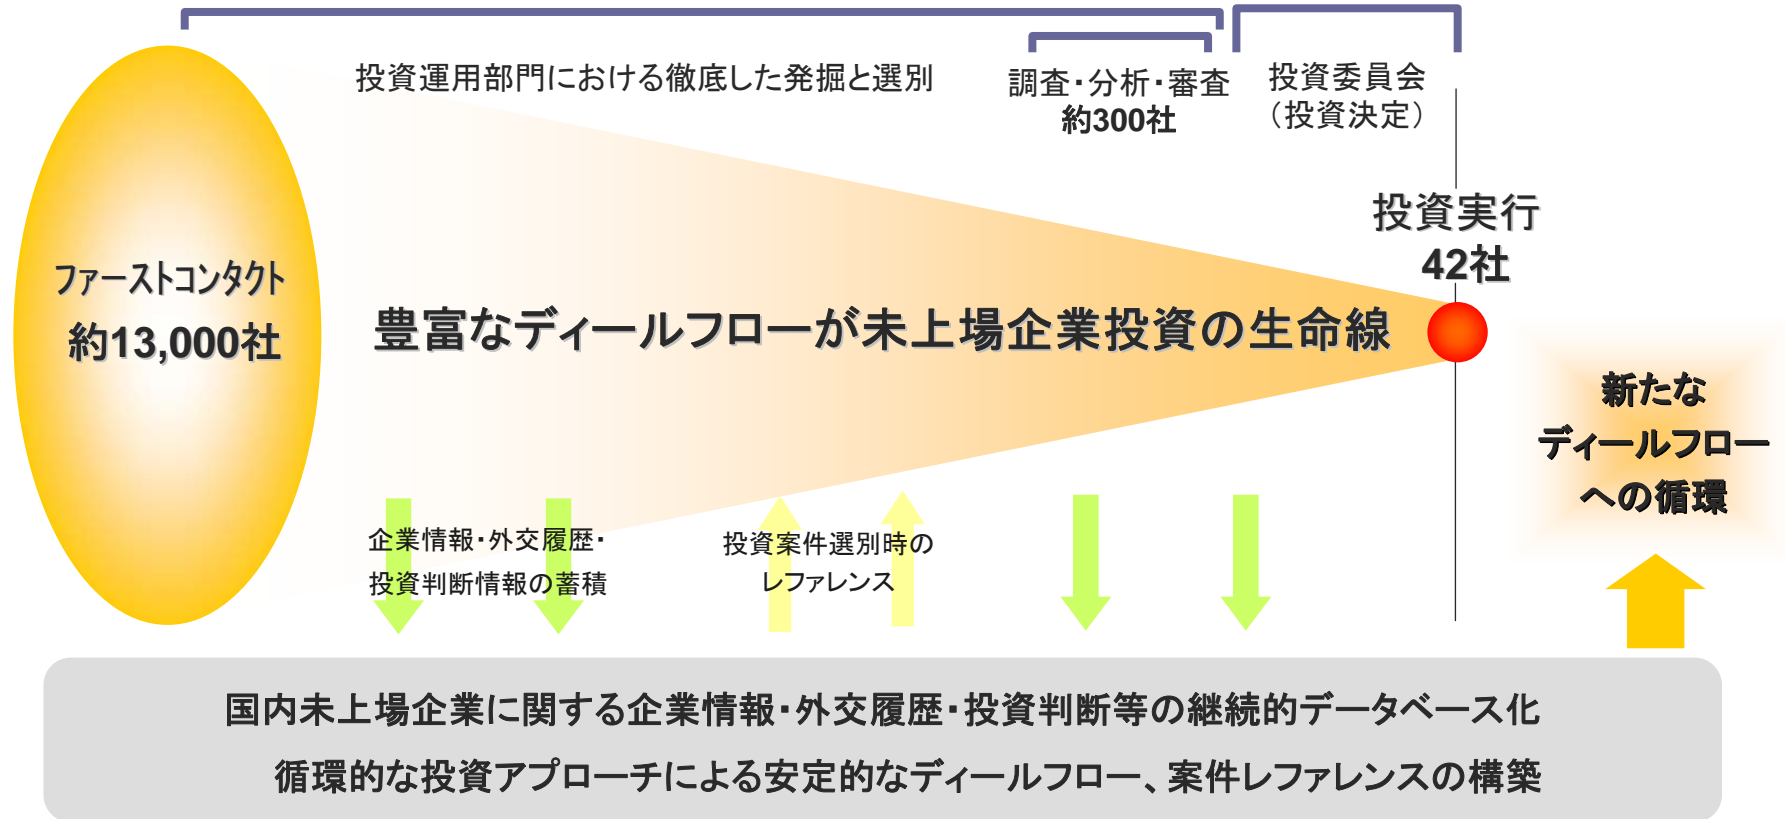 投資運用部門における徹底した発掘と選別
調査・分析・審査
約300社
投資委員会
（投資決定）
投資実行
42社
ファーストコンタクト
約13,000社
豊富なディールフローが未上場企業投資の生命線
新たな
ディールフロー
への循環
企業情報・外交履歴・
投資判断情報の蓄積
投資案件選別時の
レファレンス
国内未上場企業に関する企業情報・外交履歴・投資判断等の継続的データベース化
循環的な投資アプローチによる安定的なディールフロー、案件レファレンスの構築